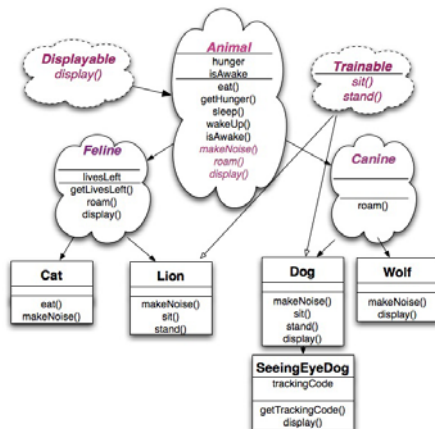 Displayable
display()
Animal
hunger
isAwake
eat()
getHunger()
sleep()
wakeUp()
isAwake()
makeNoise()
roam()
display()
Trainable
sit()
stand()
Feline
livesLeft
getLivesLeft()
roam()
display()
Canine
roam()
Cat
eat()
makeNoise()
Lion
makeNoise()
sit()
stand()
Dog
makeNoise()
sit()
stand()
display()
Wolf
makeNoise()
display()
SeeingEyeDog
trackingCode
getTrackingCode()
display()